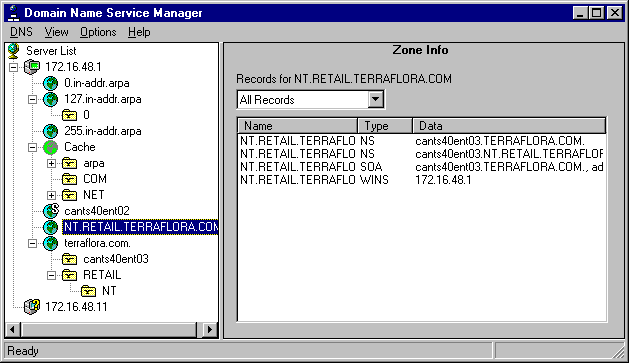 Domain Name Service Manager
DNS View Options Help
Server List
172.16.48.1
0.in-addr.arpa
127.in-addr.arpa
0
255.in-addr.arpa
Cache
arpa
COM
NET
cants40ent02
NT.RETAIL.TERRAFLORA.COM
terraflora.com.
cants40ent03
RETAIL
NT
172.16.48.11
Zone Info
Records for NT.RETAIL.TERRAFLORA.COM
All Records
Name Type Data
NT.RETAIL.TERRAFLO NS cants40ent03.TERRAFLORA.COM.
NT.RETAIL.TERRAFLO NS cants40ent03.NT.RETAIL.TERRAFLOR
NT.RETAIL.TERRAFLO SOA cants40ent03.TERRAFLORA.COM., ad
NT.RETAIL.TERRAFLO WINS 172.16.48.1
Ready